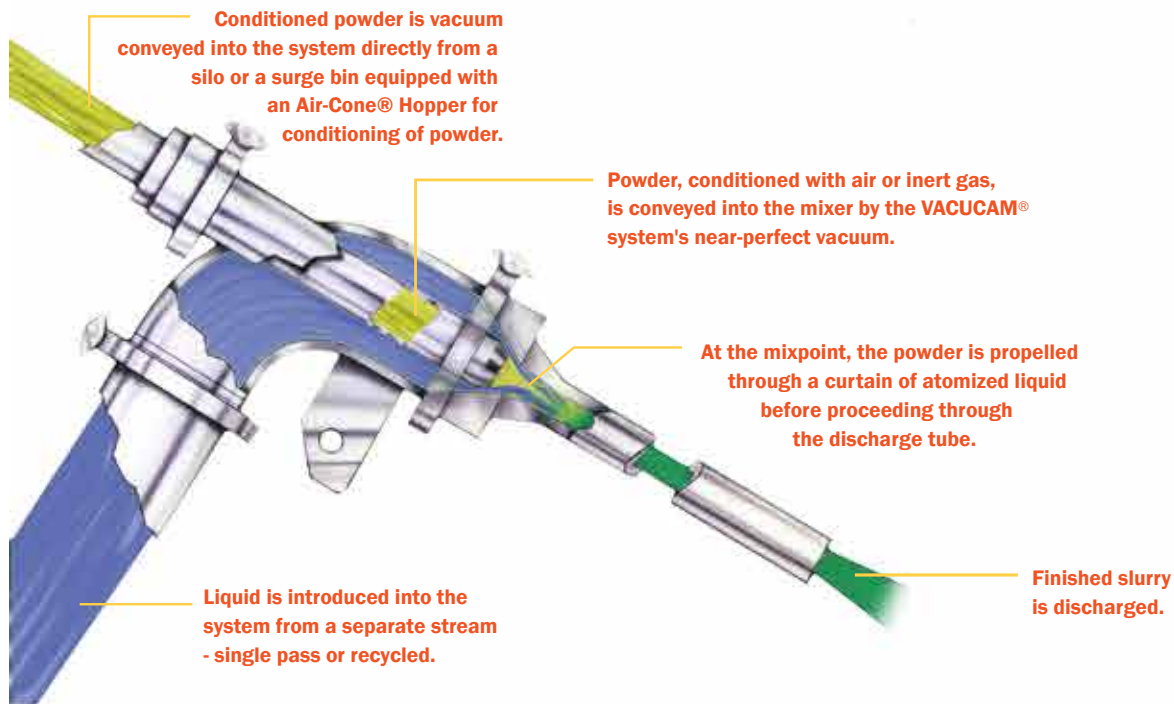 Conditioned powder is vacuum
conveyed into the system directly from a
silo or a surge bin equipped with
an Air-Cone® Hopper for
conditioning of powder.
Powder, conditioned with air or inert gas,
is conveyed into the mixer by the VACUCAM®
system's near-perfect vacuum.
At the mixpoint, the powder is propelled
through a curtain of atomized liquid
before proceeding through
the discharge tube.
Finished slurry
is discharged.
Liquid is introduced into the
system from a separate stream
- single pass or recycled.